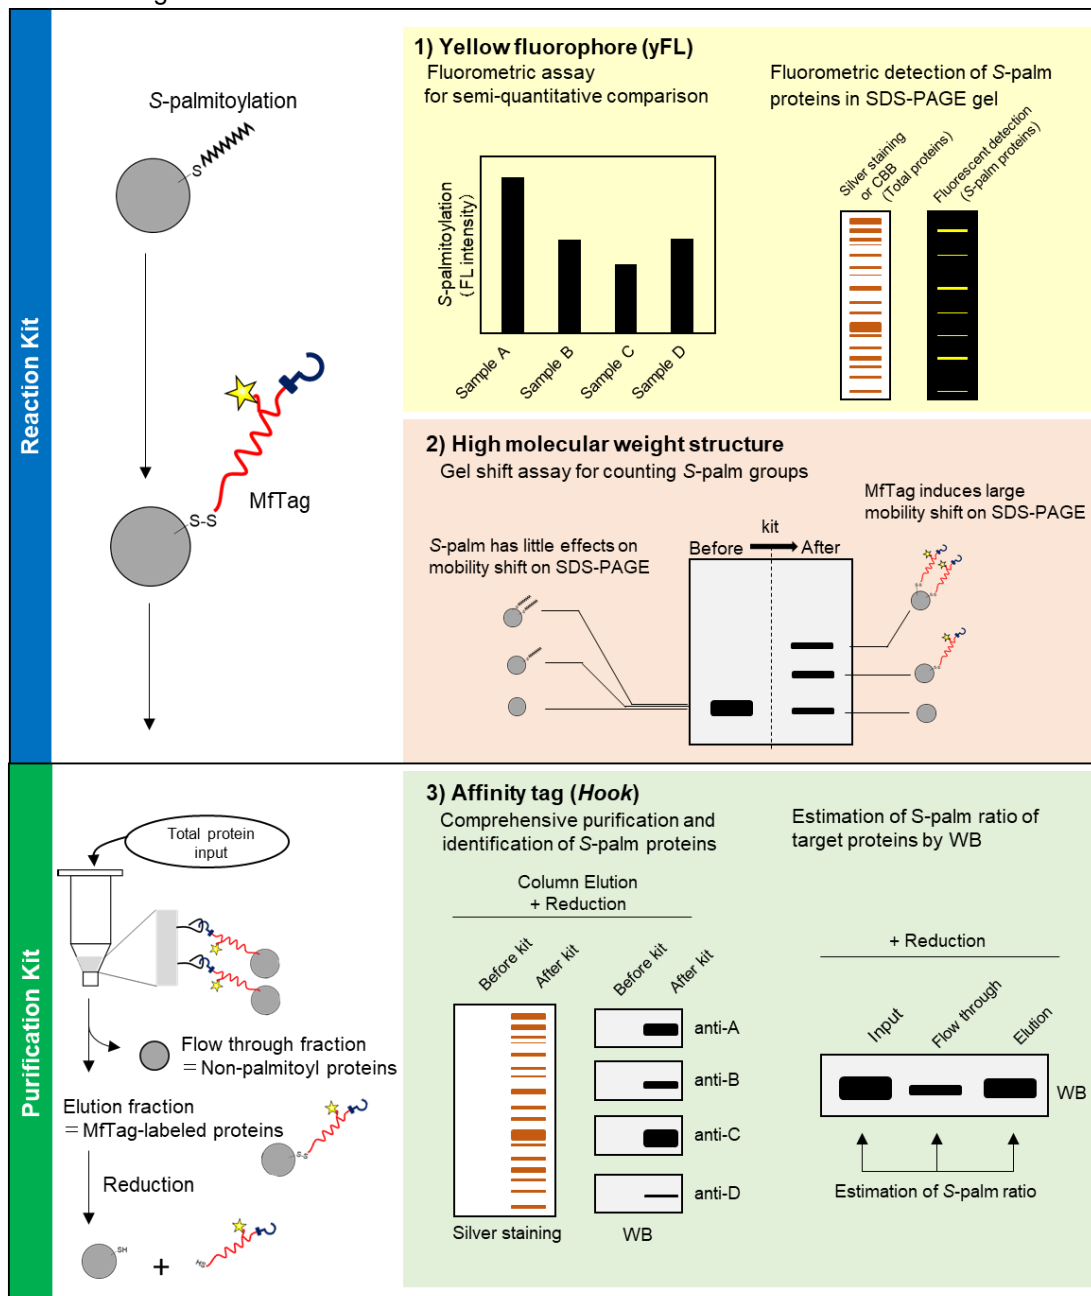 Reaction Kit
S-palmitoylation
S
S-S
MfTag
1) Yellow fluorophore (yFL)
Fluorometric assay
for semi-quantitative comparison
S-palmitoylation
(FL intensity)
Sample A
Sample B
Sample C
Sample D
Fluorometric detection of S-palm
proteins in SDS-PAGE gel
Silver staining
or CBB
(Total proteins)
Fluorescent detection
(S-palm proteins)
2) High molecular weight structure
Gel shift assay for counting S-palm groups
S-palm has little effects on
mobility shift on SDS-PAGE
kit
Before
After
MfTag induces large
mobility shift on SDS-PAGE
Purification Kit
Total protein
input
Flow through fraction
＝Non-palmitoyl proteins
Elution fraction
＝MfTag-labeled proteins
S-S
Reduction
SH
+
HS
3) Affinity tag (Hook)
Comprehensive purification and
identification of S-palm proteins
Column Elution
+ Reduction
Before kit
After kit
Before kit
After kit
anti-A
anti-B
anti-C
anti-D
Silver staining
WB
Estimation of S-palm ratio of
target proteins by WB
+ Reduction
Input
Flow through
Elution
WB
Estimation of S-palm ratio